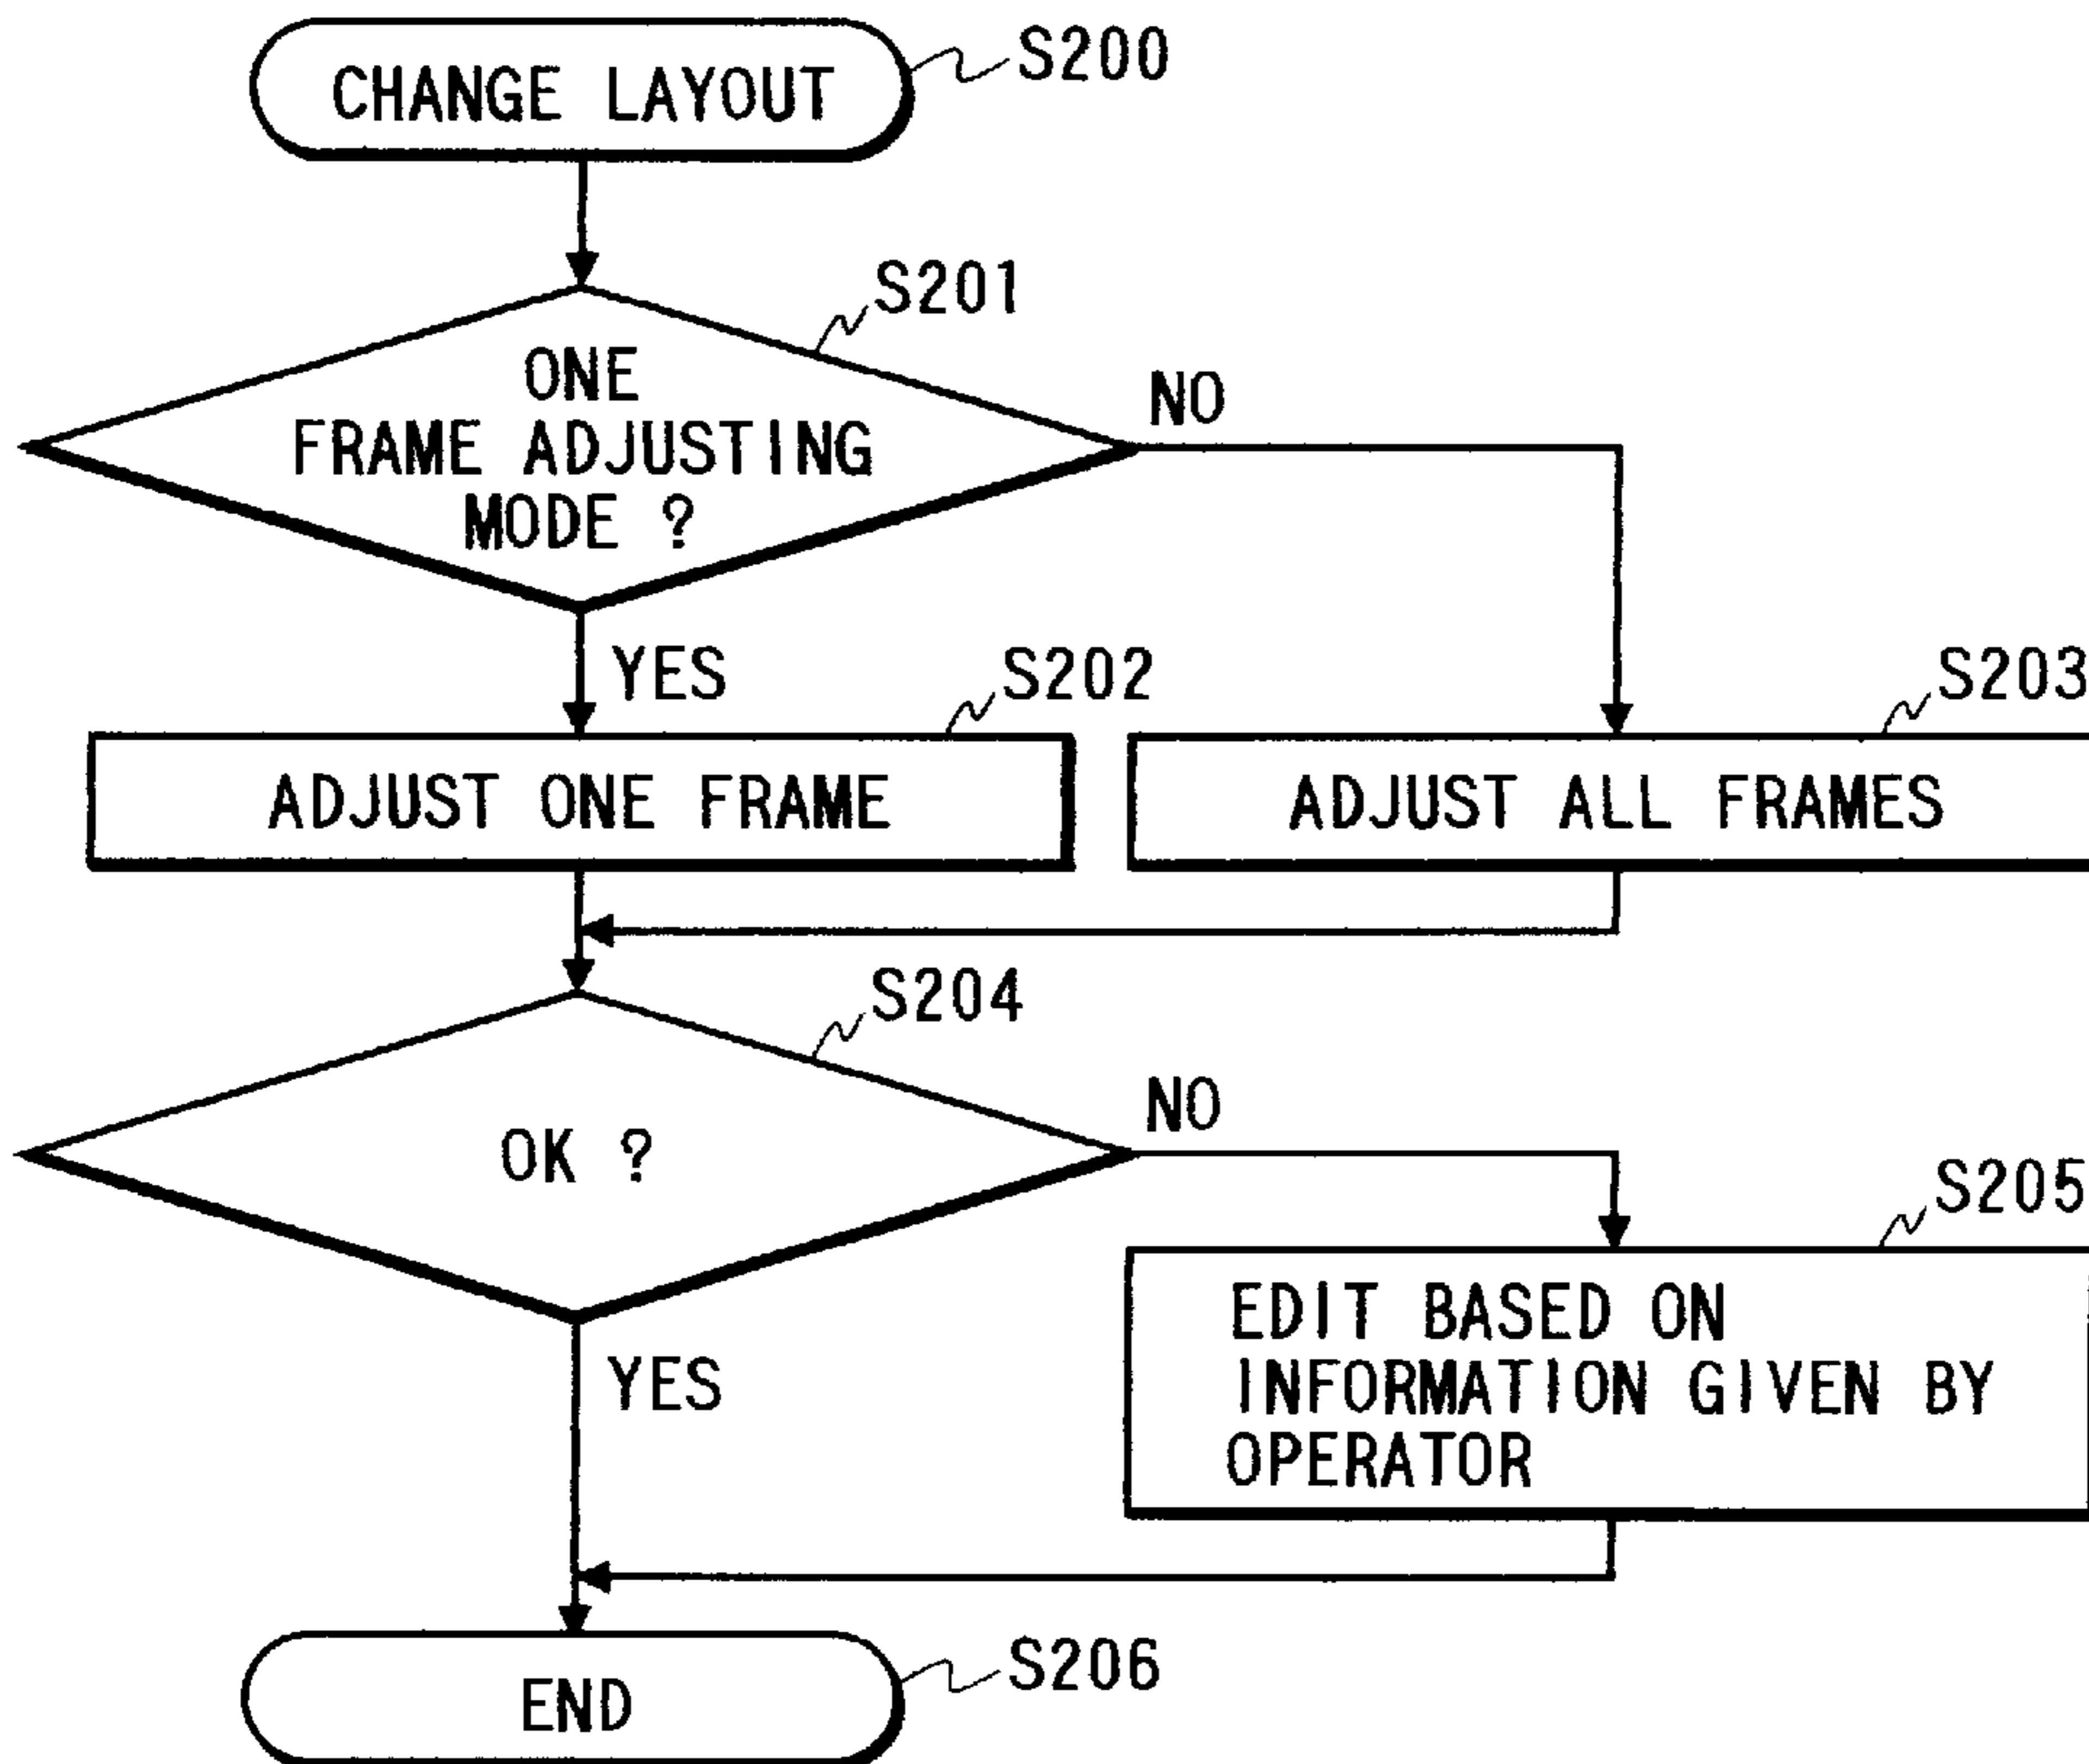 CHANGE LAYOUT
S200
S201
ONE
FRAME ADJUSTING
MODE ?
NO
YES
S202
S203
ADJUST ONE FRAME
ADJUST ALL FRAMES
S204
OK ?
NO
S205
YES
EDIT BASED ON
INFORMATION GIVEN BY
OPERATOR
END
S206